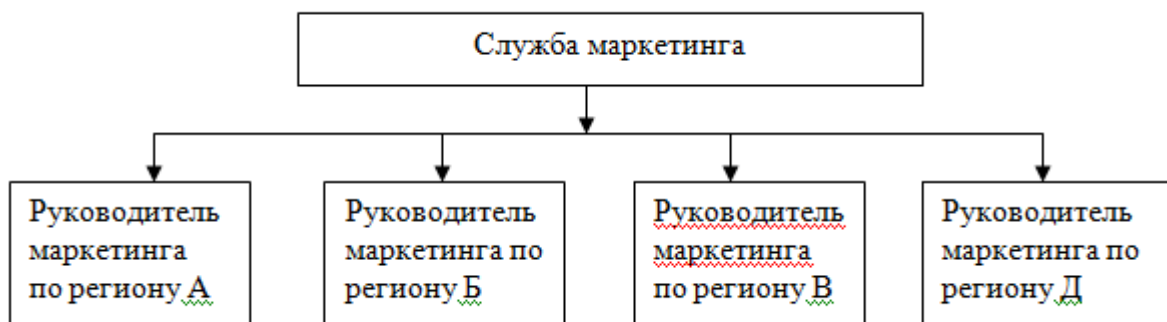 Служба маркетинга
Руководитель
маркетинга
по региону А
Руководитель
маркетинга по
региону Б
Руководитель
маркетинга
по региону В
Руководитель
маркетинга по
региону Д